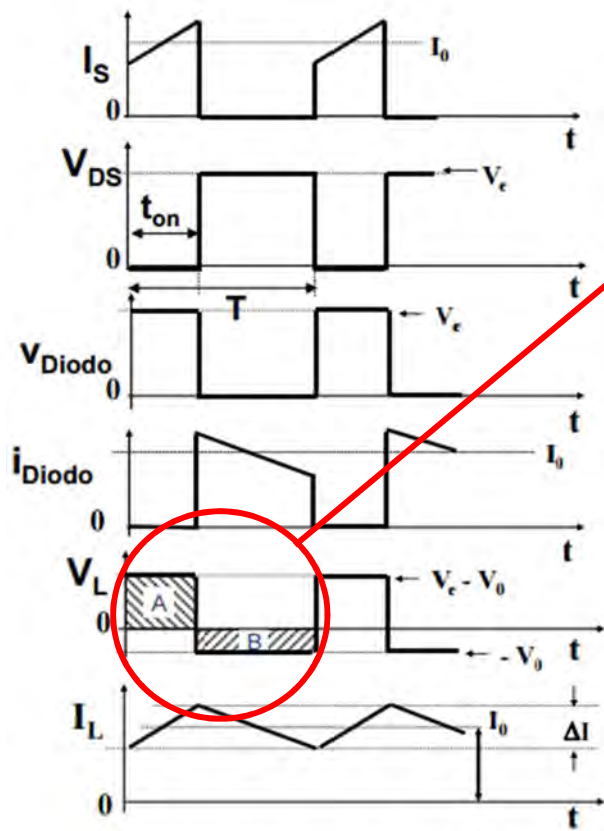 I_S
I_0
0
t
V_DS
V_e
t_on
0
t
T
v_Diodo
V_e
0
t
i_Diodo
I_0
0
t
V_L
A
V_e - V_0
0
B
t
- V_0
I_L
I_0
ΔI
0
t